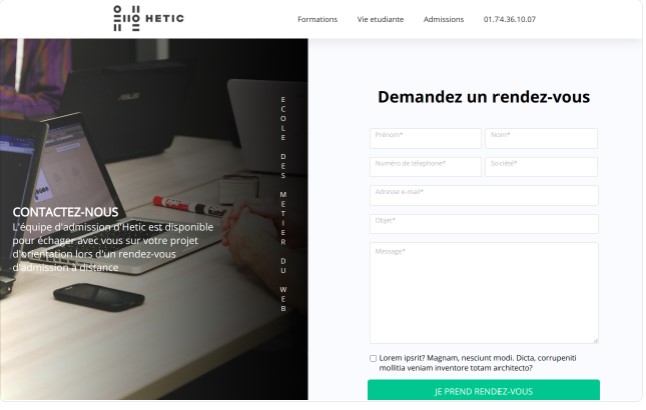 HETIC
Formations
Vie etudiante
Admissions
01.74.36.10.07
ASUS
ECOLE DES METIER DU WEB
CONTACTEZ-NOUS
L'équipe d'admission d'Hetic est disponible
pour échager avec vous sur votre projet
d'orientation lors d'un rendez-vous
d'admission à distance
Demandez un rendez-vous
Prénom*
Nom*
Numéro de télephone*
Société*
Adresse e-mail*
Objet*
Message*
Lorem ipsrit? Magnam, nesciunt modi. Dicta, corrupeniti
mollitia veniam inventore totam architecto?
JE PREND RENDEZ-VOUS